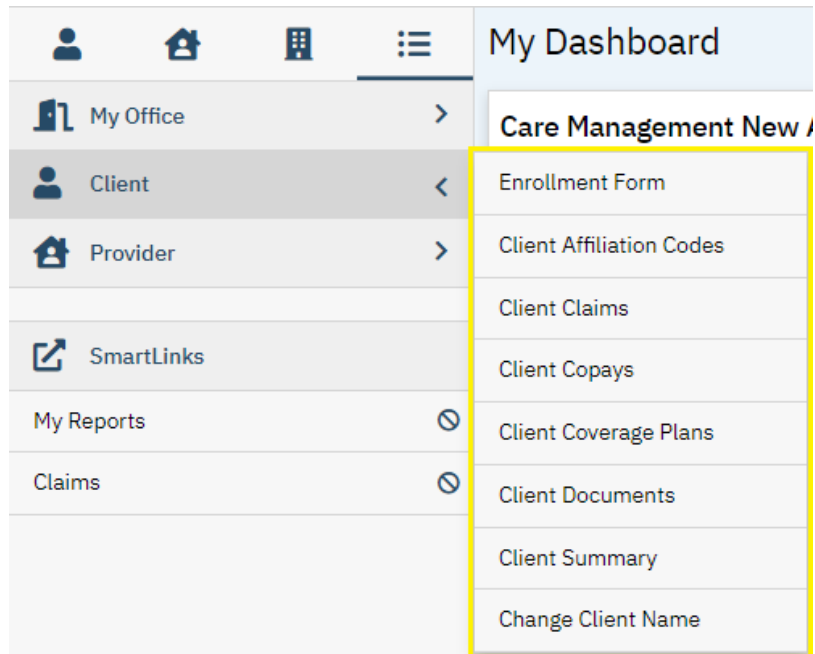 My Dashboard
My Office
Client
Provider
SmartLinks
My Reports
Claims
Care Management New
Enrollment Form
Client Affiliation Codes
Client Claims
Client Copays
Client Coverage Plans
Client Documents
Client Summary
Change Client Name